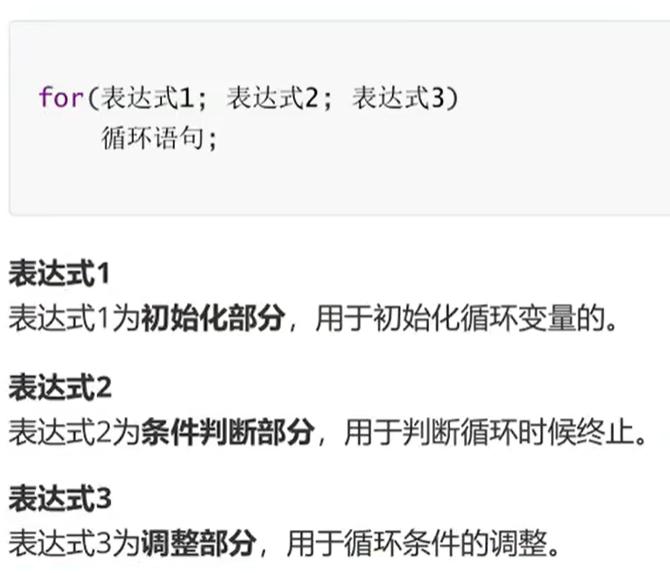 for(表达式1; 表达式2; 表达式3)
循环语句;
表达式1
表达式1为初始化部分，用于初始化循环变量的。
表达式2
表达式2为条件判断部分，用于判断循环时候终止。
表达式3
表达式3为调整部分，用于循环条件的调整。